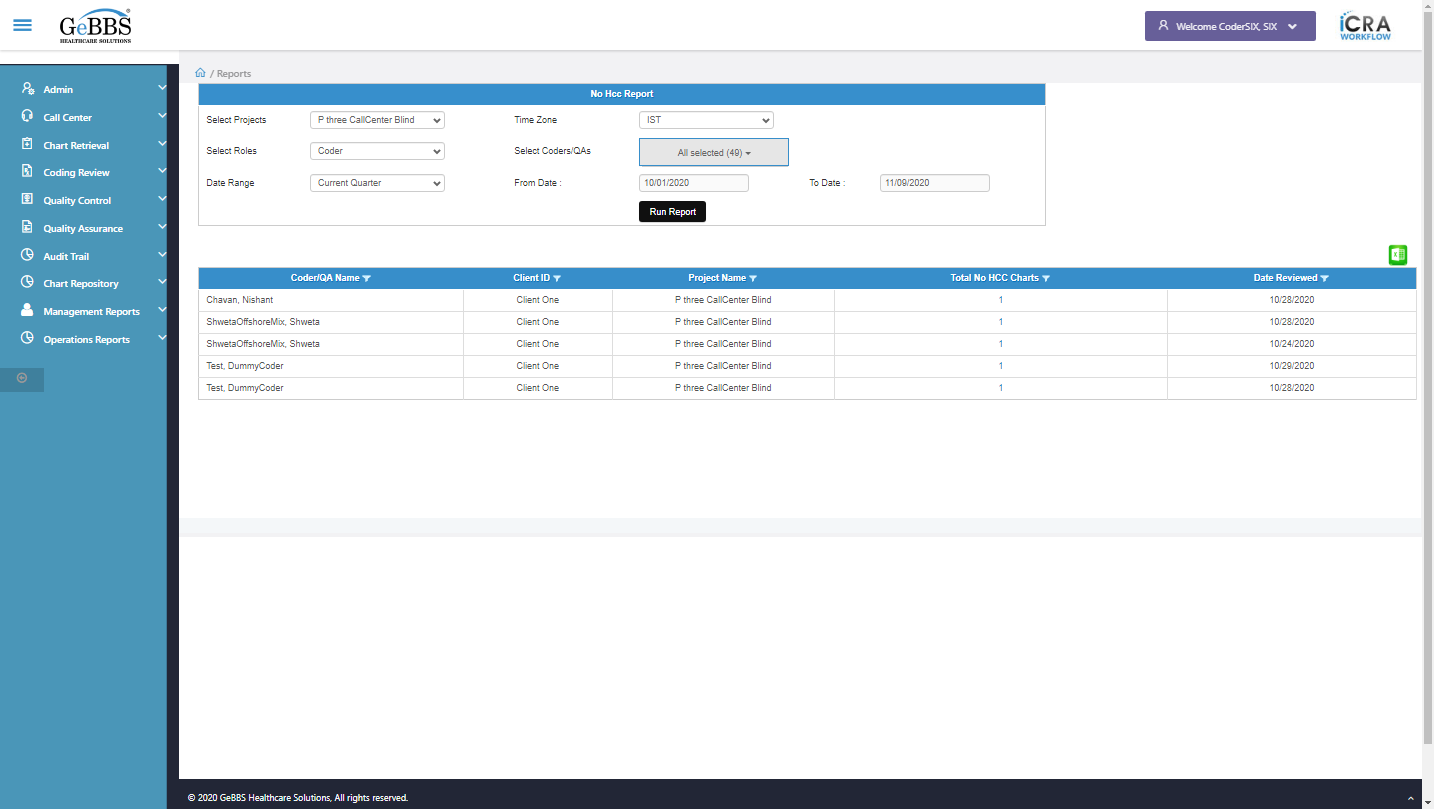 GeBBS®
HEALTHCARE SOLUTIONS
Welcome CoderSIX, SIX
iCRA
WORKFLOW
Admin
Call Center
Chart Retrieval
Coding Review
Quality Control
Quality Assurance
Audit Trail
Chart Repository
Management Reports
Operations Reports
/ Reports
No Hcc Report
Select Projects P three CallCenter Blind Time Zone IST
Select Roles Coder Select Coders/QAs All selected (49)
Date Range Current Quarter From Date : 10/01/2020 To Date : 11/09/2020
Run Report
Coder/QA Name Client ID Project Name Total No HCC Charts Date Reviewed
Chavan, Nishant Client One P three CallCenter Blind 1 10/28/2020
ShwetaOffshoreMix, Shweta Client One P three CallCenter Blind 1 10/28/2020
ShwetaOffshoreMix, Shweta Client One P three CallCenter Blind 1 10/24/2020
Test, DummyCoder Client One P three CallCenter Blind 1 10/29/2020
Test, DummyCoder Client One P three CallCenter Blind 1 10/28/2020
© 2020 GeBBS Healthcare Solutions, All rights reserved.